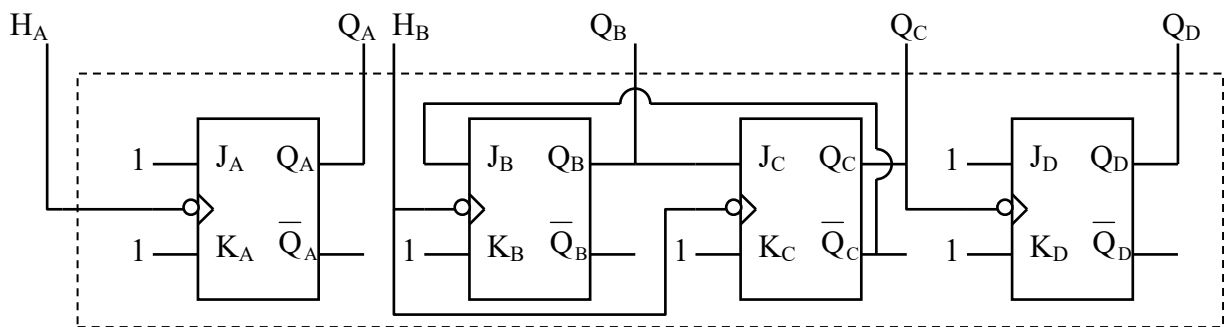 H_A Q_A H_B Q_B Q_C Q_D
1 J_A Q_A J_B Q_B J_C Q_C 1 J_D Q_D
1 K_A Q̅_A 1 K_B Q̅_B 1 K_C Q̅_C 1 K_D Q̅_D